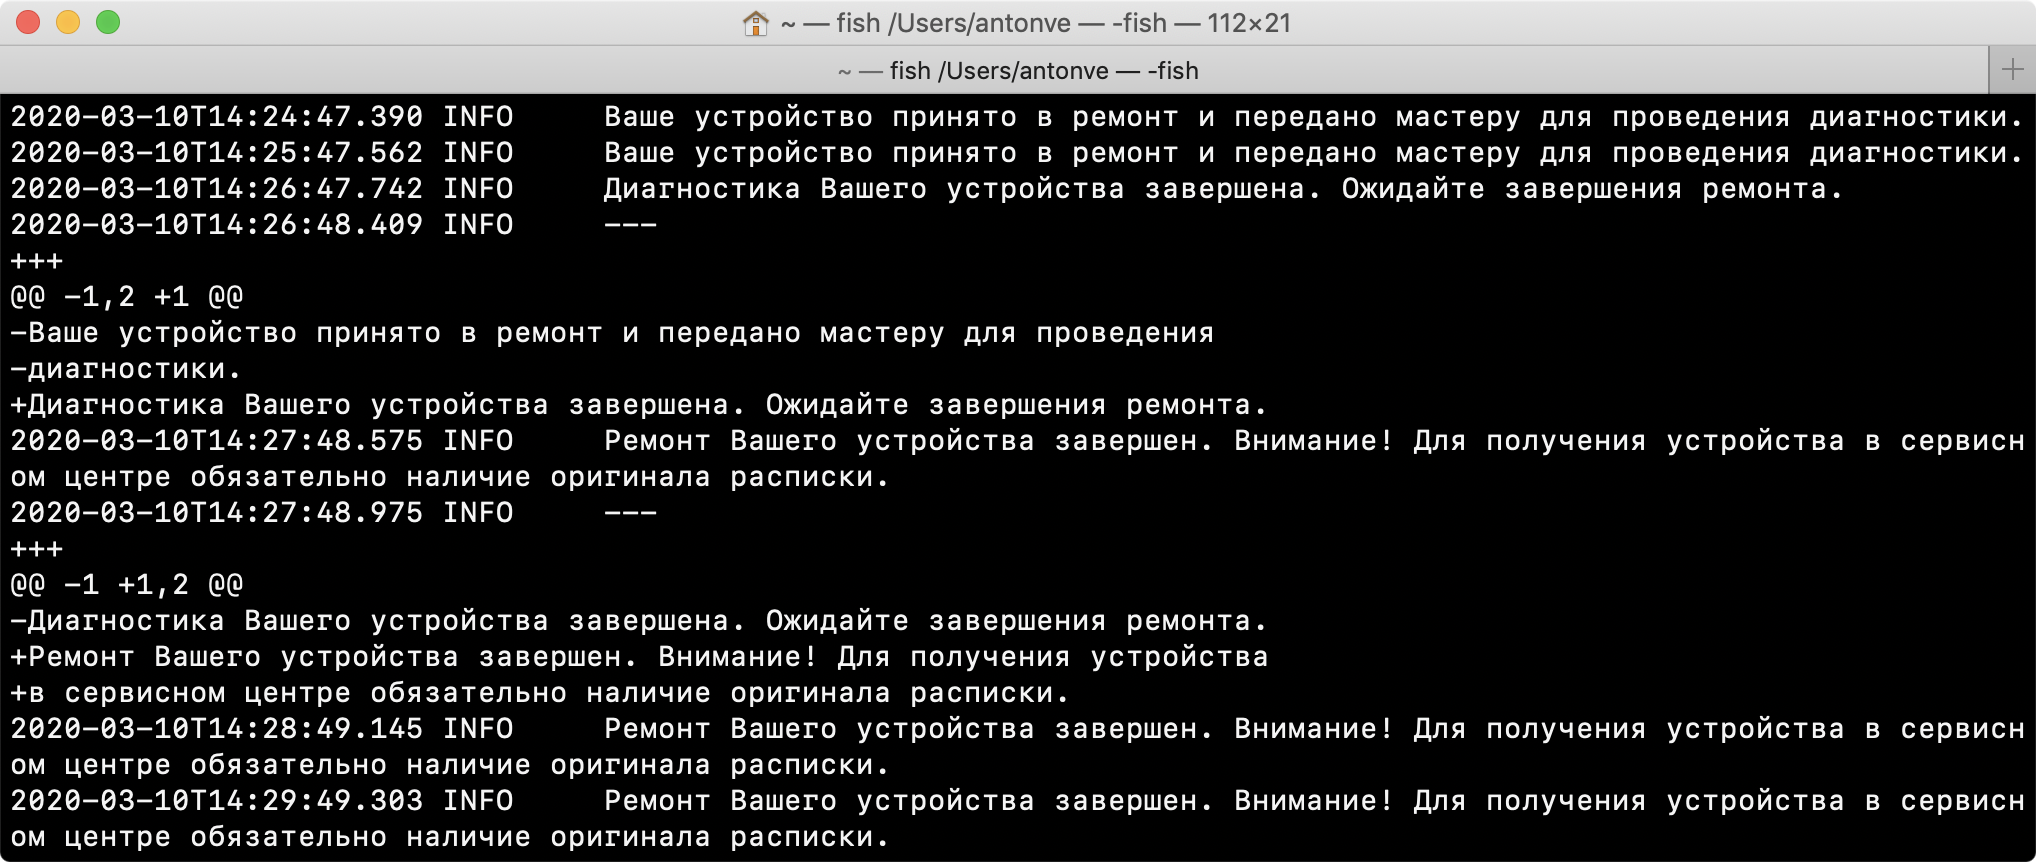 ~ — fish /Users/antonve — -fish — 112×21
~ — fish /Users/antonve — -fish
2020-03-10T14:24:47.390 INFO     Ваше устройство принято в ремонт и передано мастеру для проведения диагностики.
2020-03-10T14:25:47.562 INFO     Ваше устройство принято в ремонт и передано мастеру для проведения диагностики.
2020-03-10T14:26:47.742 INFO     Диагностика Вашего устройства завершена. Ожидайте завершения ремонта.
2020-03-10T14:26:48.409 INFO     ---
+++
@@ -1,2 +1 @@
-Ваше устройство принято в ремонт и передано мастеру для проведения
-диагностики.
+Диагностика Вашего устройства завершена. Ожидайте завершения ремонта.
2020-03-10T14:27:48.575 INFO     Ремонт Вашего устройства завершен. Внимание! Для получения устройства в сервисн
ом центре обязательно наличие оригинала расписки.
2020-03-10T14:27:48.975 INFO     ---
+++
@@ -1 +1,2 @@
-Диагностика Вашего устройства завершена. Ожидайте завершения ремонта.
+Ремонт Вашего устройства завершен. Внимание! Для получения устройства
+в сервисном центре обязательно наличие оригинала расписки.
2020-03-10T14:28:49.145 INFO     Ремонт Вашего устройства завершен. Внимание! Для получения устройства в сервисн
ом центре обязательно наличие оригинала расписки.
2020-03-10T14:29:49.303 INFO     Ремонт Вашего устройства завершен. Внимание! Для получения устройства в сервисн
ом центре обязательно наличие оригинала расписки.